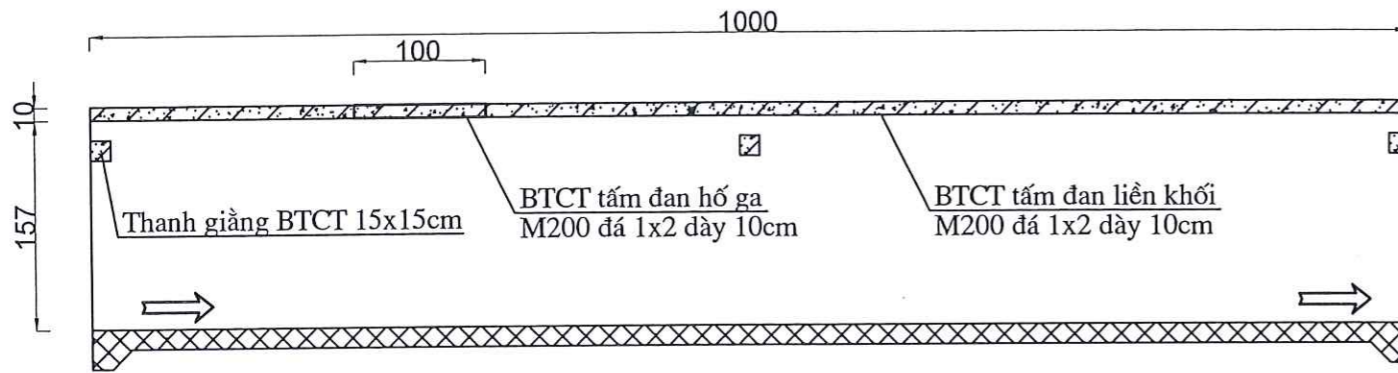 1000
100
10
157
Thanh giằng BTCT 15x15cm
BTCT tấm đan hố ga
M200 đá 1x2 dày 10cm
BTCT tấm đan liền khối
M200 đá 1x2 dày 10cm